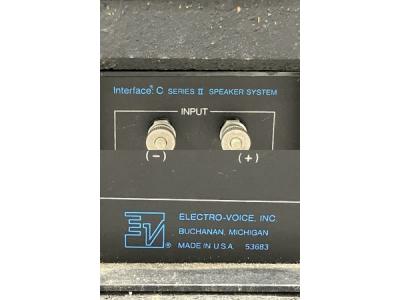 Interface: C SERIES II SPEAKER SYSTEM
INPUT
(-) (+)
EV®
ELECTRO-VOICE, INC.
BUCHANAN, MICHIGAN
MADE IN U.S.A. 53683